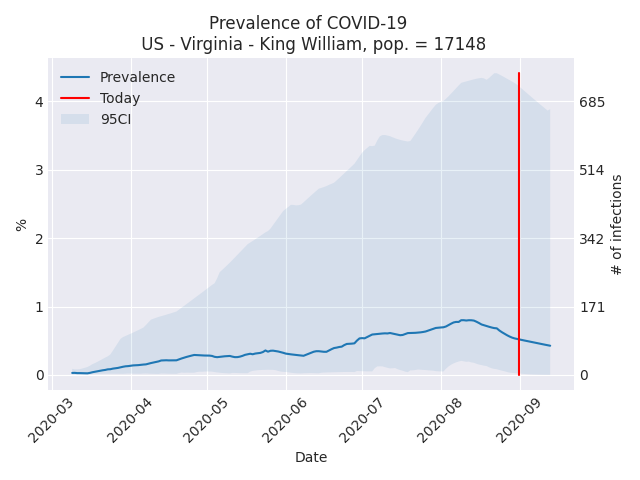 Prevalence of COVID-19
US - Virginia - King William, pop. = 17148
Prevalence
Today
95CI
4
3
2
1
0
%
685
514
342
171
0
# of infections
2020-03
2020-04
2020-05
2020-06
2020-07
2020-08
2020-09
Date